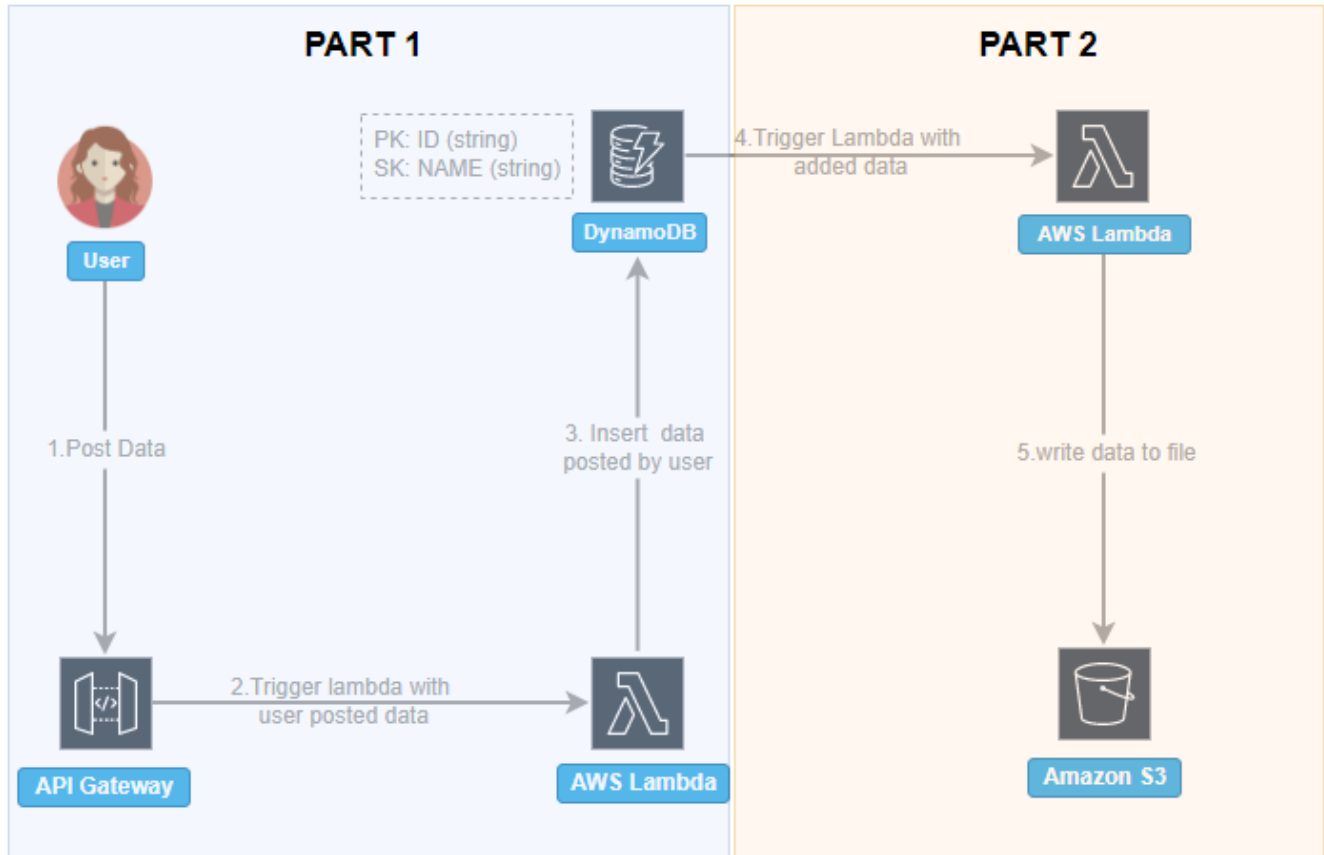 PART 1
PART 2
PK: ID (string)
SK: NAME (string)
DynamoDB
User
4.Trigger Lambda with
added data
AWS Lambda
1.Post Data
3. Insert data
posted by user
5.write data to file
2.Trigger lambda with
user posted data
</>
API Gateway
AWS Lambda
Amazon S3